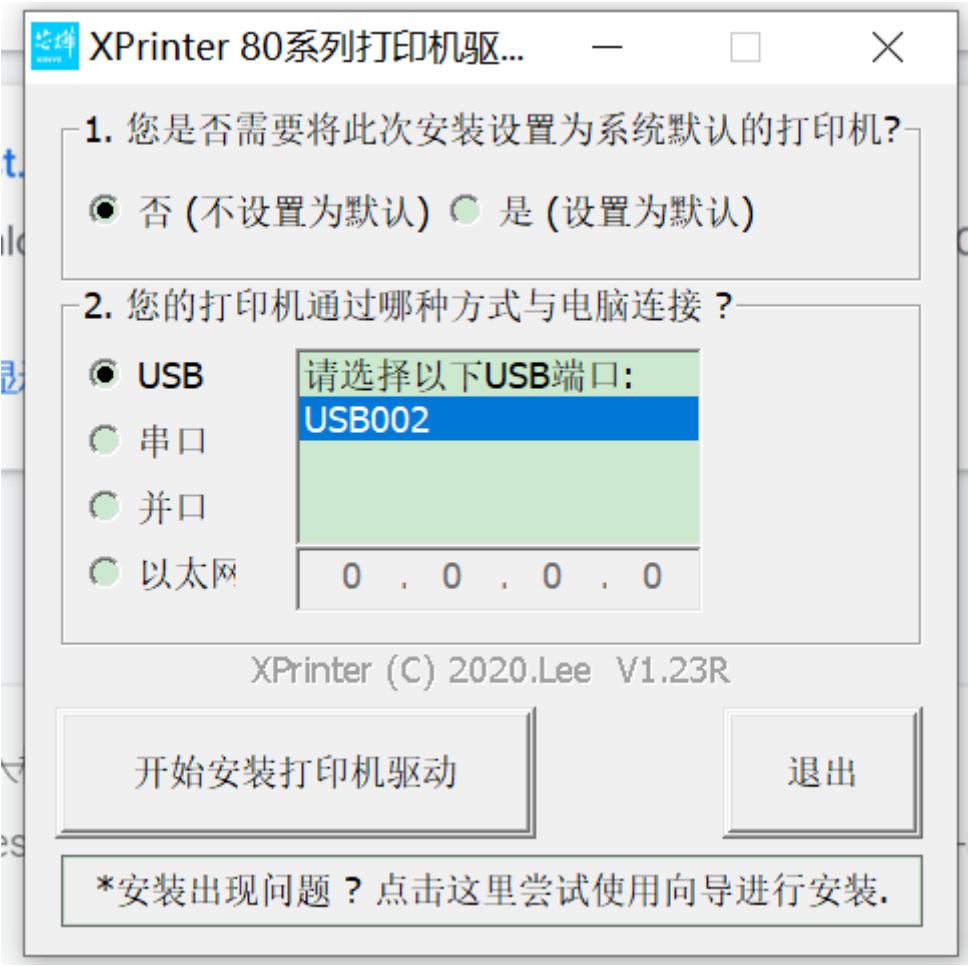 芯烨
XPrinter 80系列打印机驱...
1. 您是否需要将此次安装设置为系统默认的打印机?
否 (不设置为默认) 是 (设置为默认)
2. 您的打印机通过哪种方式与电脑连接 ?
USB
请选择以下USB端口:
USB002
串口
并口
以太网
0 . 0 . 0 . 0
XPrinter (C) 2020.Lee V1.23R
开始安装打印机驱动
退出
*安装出现问题 ? 点击这里尝试使用向导进行安装.